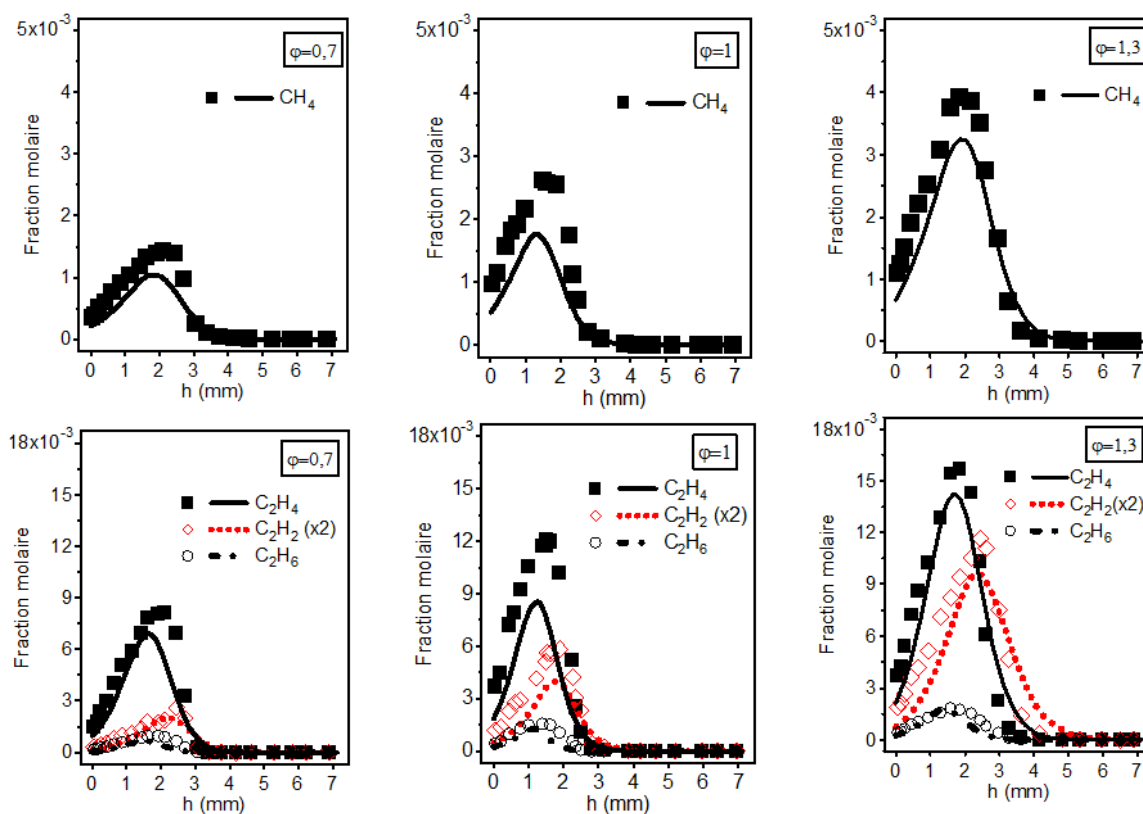 5x10⁻³
φ=0,7
CH₄
4
3
2
1
0
Fraction molaire
0 1 2 3 4 5 6 7
h (mm)
5x10⁻³
φ=1
CH₄
4
3
2
1
0
Fraction molaire
0 1 2 3 4 5 6 7
h (mm)
5x10⁻³
φ=1,3
CH₄
4
3
2
1
0
Fraction molaire
0 1 2 3 4 5 6 7
h (mm)
18x10⁻³
φ=0,7
C₂H₄
C₂H₂ (x2)
C₂H₆
15
12
9
6
3
0
Fraction molaire
0 1 2 3 4 5 6 7
h (mm)
18x10⁻³
φ=1
C₂H₄
C₂H₂ (x2)
C₂H₆
15
12
9
6
3
0
Fraction molaire
0 1 2 3 4 5 6 7
h (mm)
18x10⁻³
φ=1,3
C₂H₄
C₂H₂(x2)
C₂H₆
15
12
9
6
3
0
Fraction molaire
0 1 2 3 4 5 6 7
h (mm)